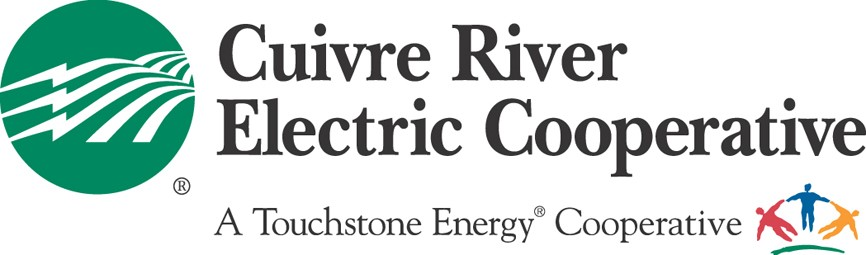 Cuivre River
Electric Cooperative
®
A Touchstone Energy® Cooperative